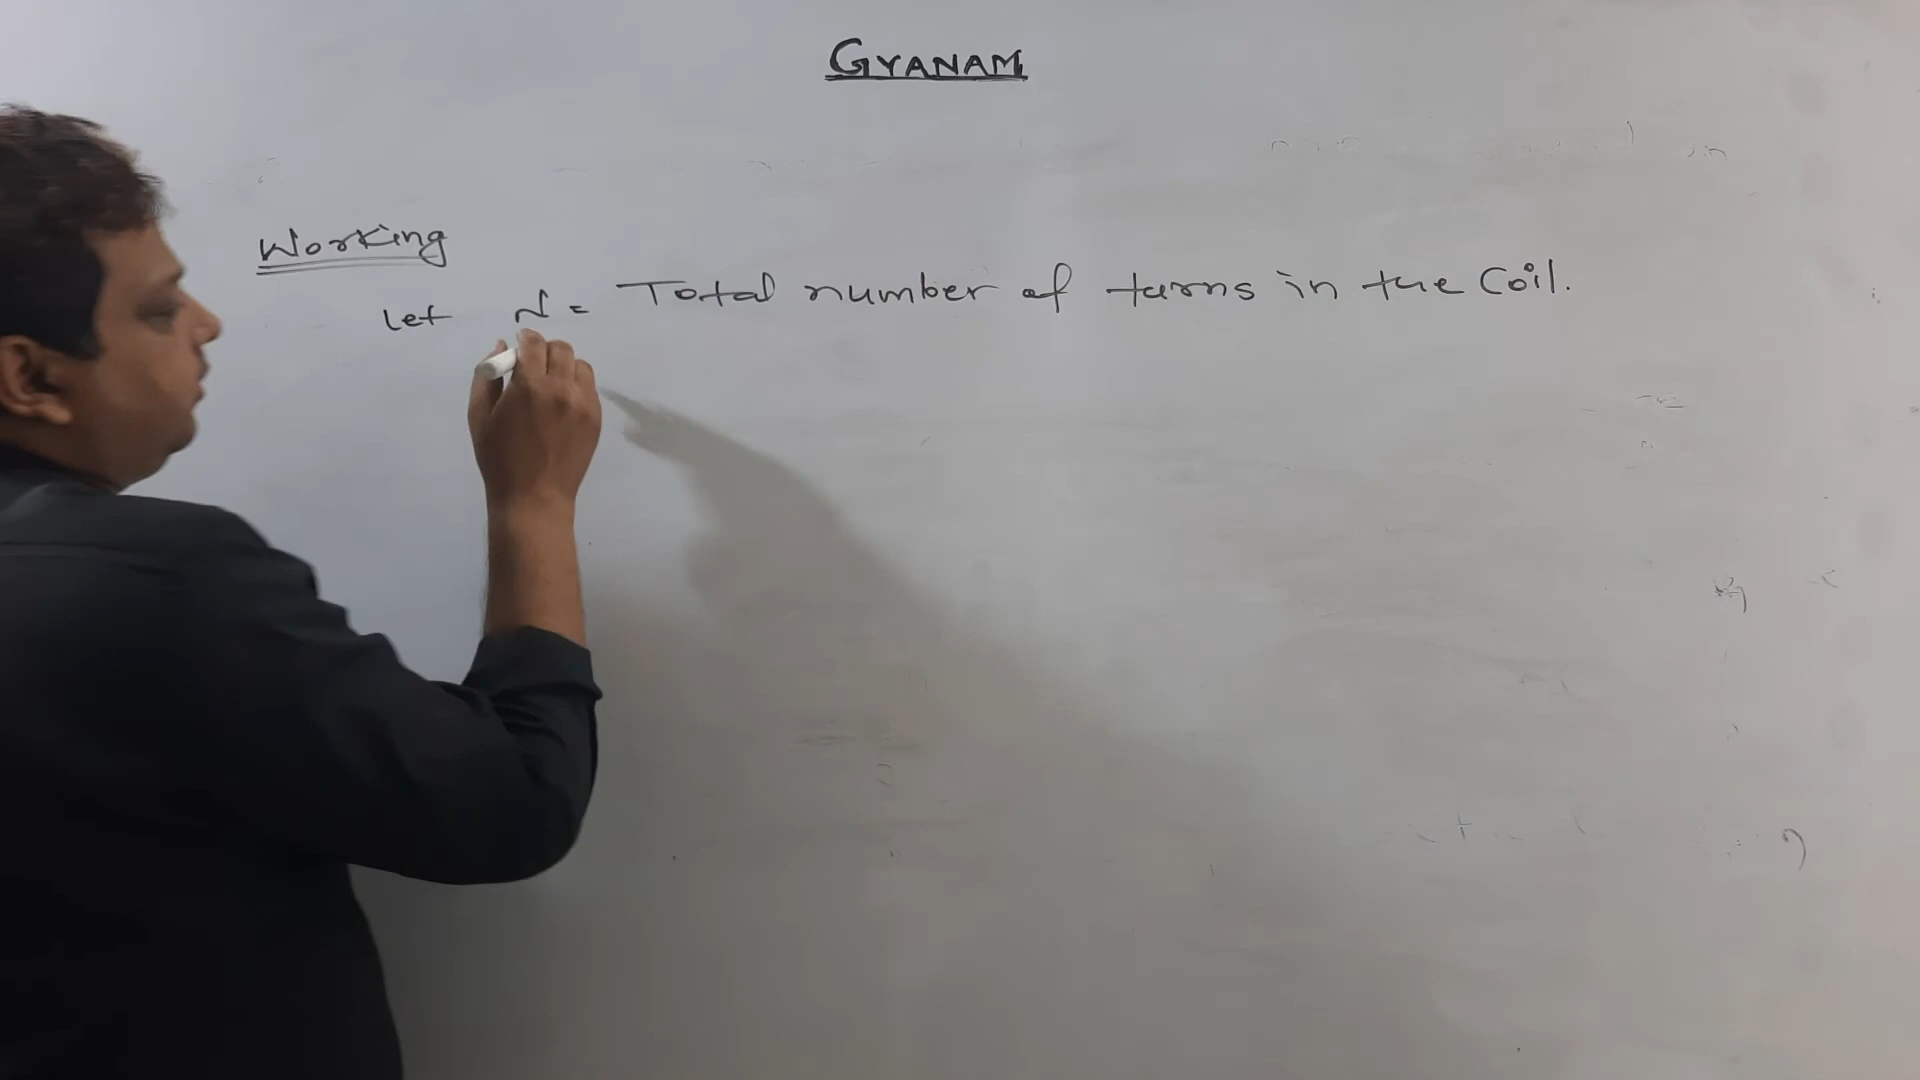 GYANAM
Working
Let N = Total number of turns in the Coil.